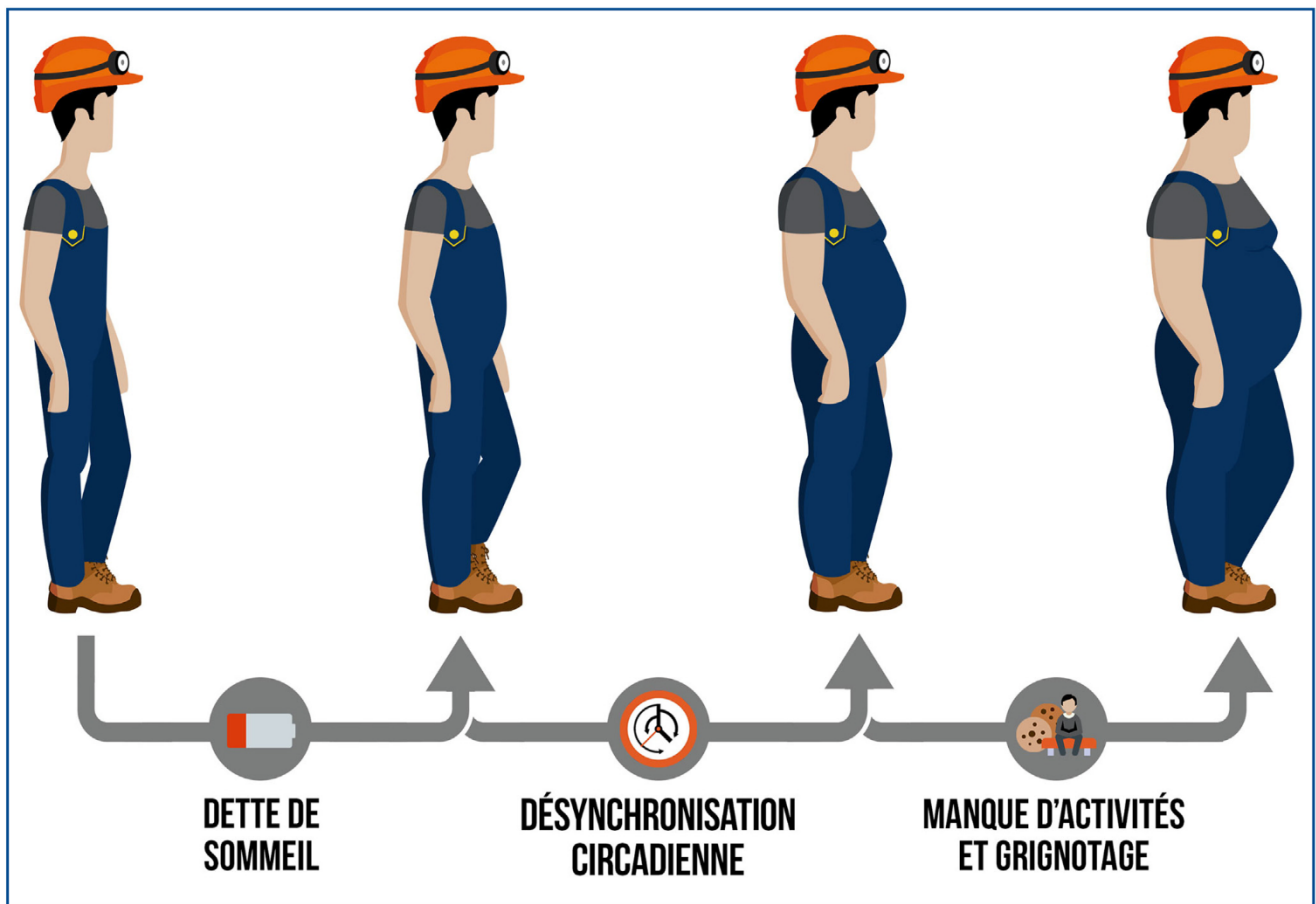 DETTE DE
SOMMEIL
DÉSYNCHRONISATION
CIRCADIENNE
MANQUE D'ACTIVITÉS
ET GRIGNOTAGE